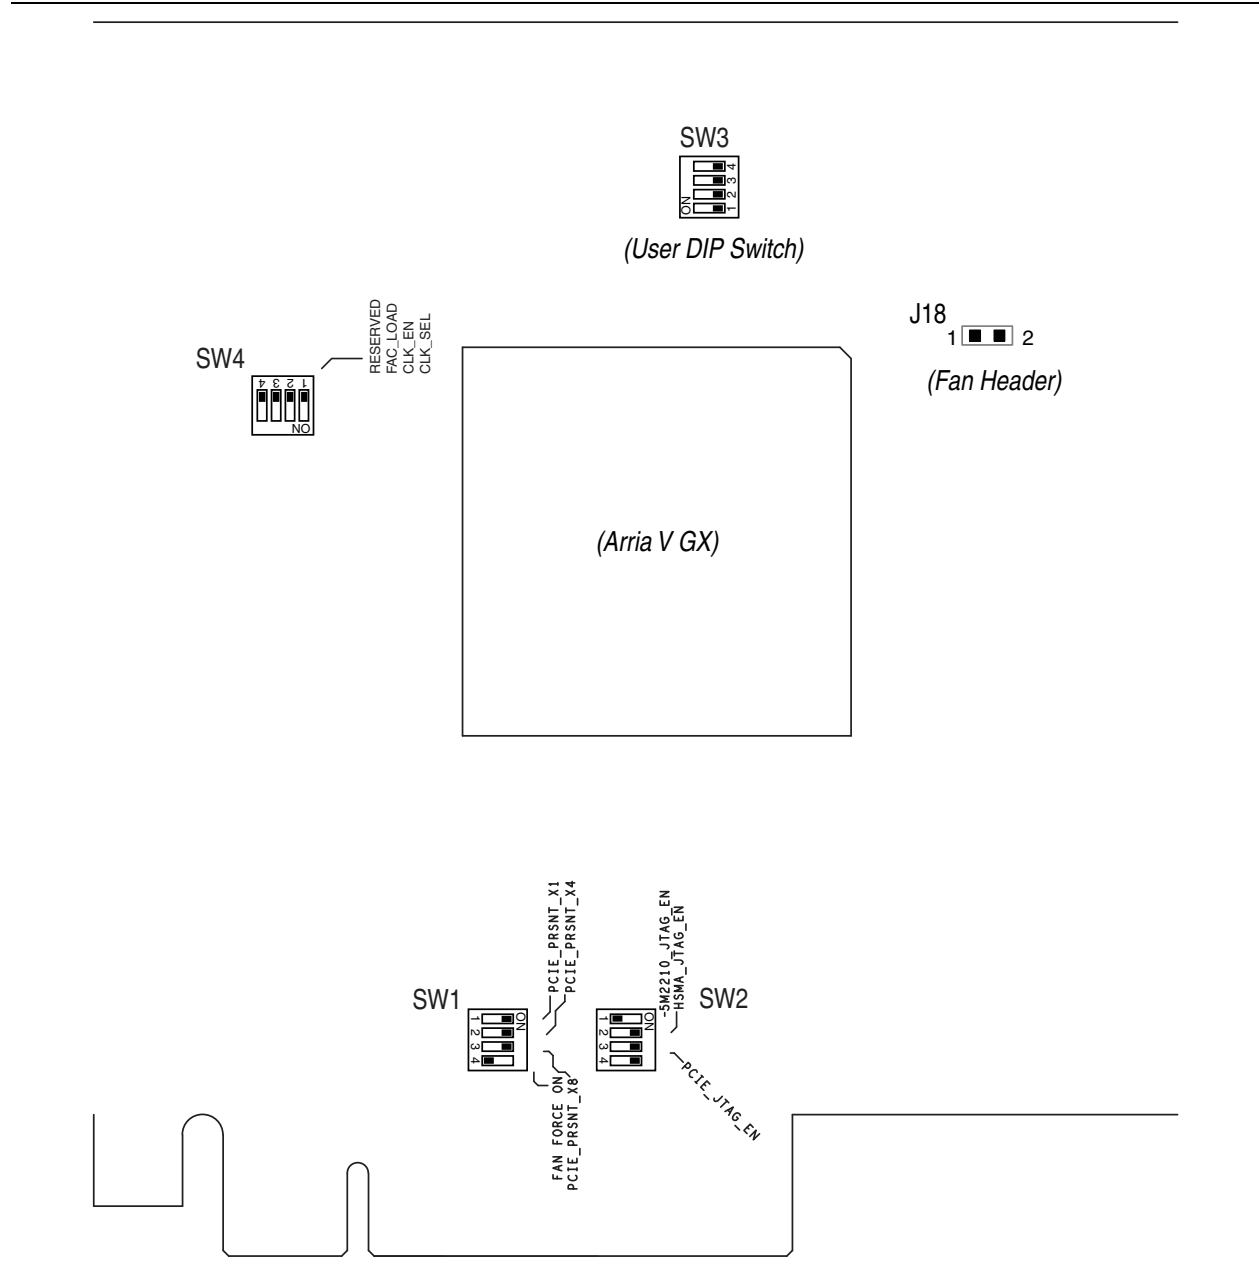 SW3
4
3
2
1
ON
(User DIP Switch)
RESERVED
FAC_LOAD
CLK_EN
CLK_SEL
SW4
4 3 2 1
ON
J18
1 2
(Fan Header)
(Arria V GX)
PCIE_PRSNT_X1
PCIE_PRSNT_X4
SW1
ON
1
2
3
4
FAN FORCE ON
PCIE_PRSNT_X8
-5M2210_JTAG_EN
HSMA_JTAG_EN
SW2
ON
1
2
3
4
PCIE_JTAG_EN